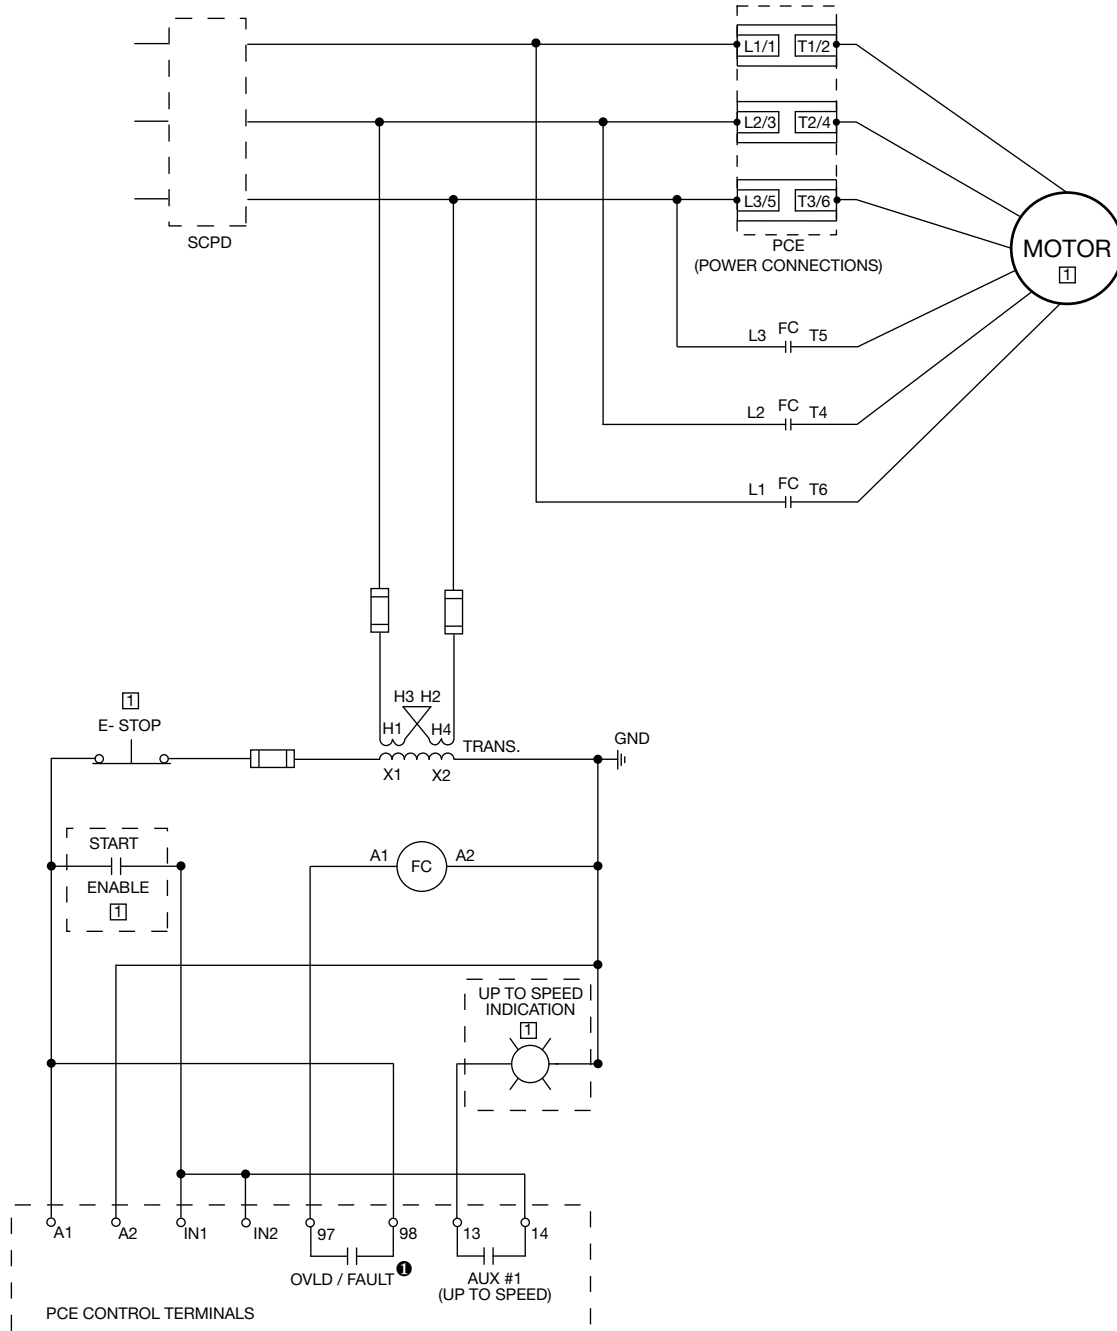 L1/1 T1/2
L2/3 T2/4
L3/5 T3/6
SCPD
PCE
(POWER CONNECTIONS)
MOTOR
1
L3 FC T5
L2 FC T4
L1 FC T6
H3 H2
H1 H4
TRANS.
X1 X2
1
E- STOP
GND
START
ENABLE
1
A1 FC A2
UP TO SPEED
INDICATION
1
A1 A2 IN1 IN2 97 98 13 14
OVLD / FAULT ❶
AUX #1
(UP TO SPEED)
PCE CONTROL TERMINALS